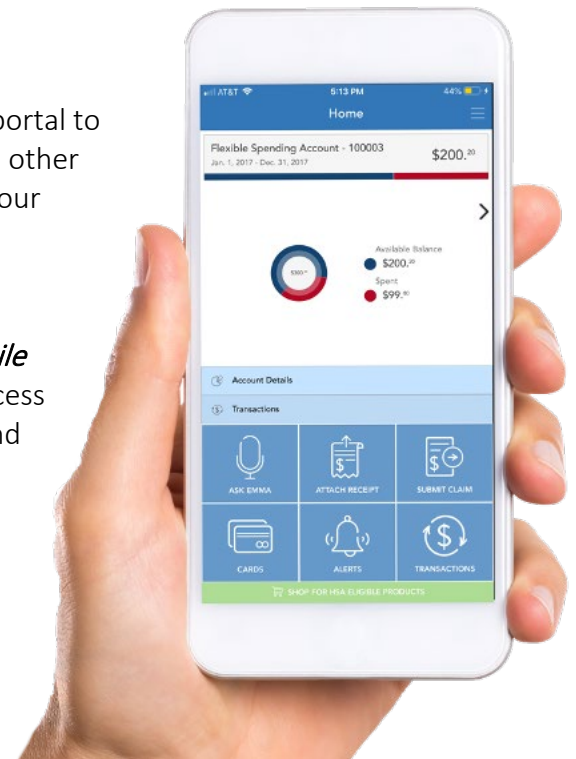 portal to
other
our
ile
cess
nd
AT&T 5:13 PM 44%
Home
Flexible Spending Account - 100003
Jan. 1, 2017 - Dec. 31, 2017
$200.20
Available Balance
$200.20
Spent
$99.80
Account Details
Transactions
ASK EMMA
ATTACH RECEIPT
SUBMIT CLAIM
CARDS
ALERTS
TRANSACTIONS
SHOP FOR HSA ELIGIBLE PRODUCTS